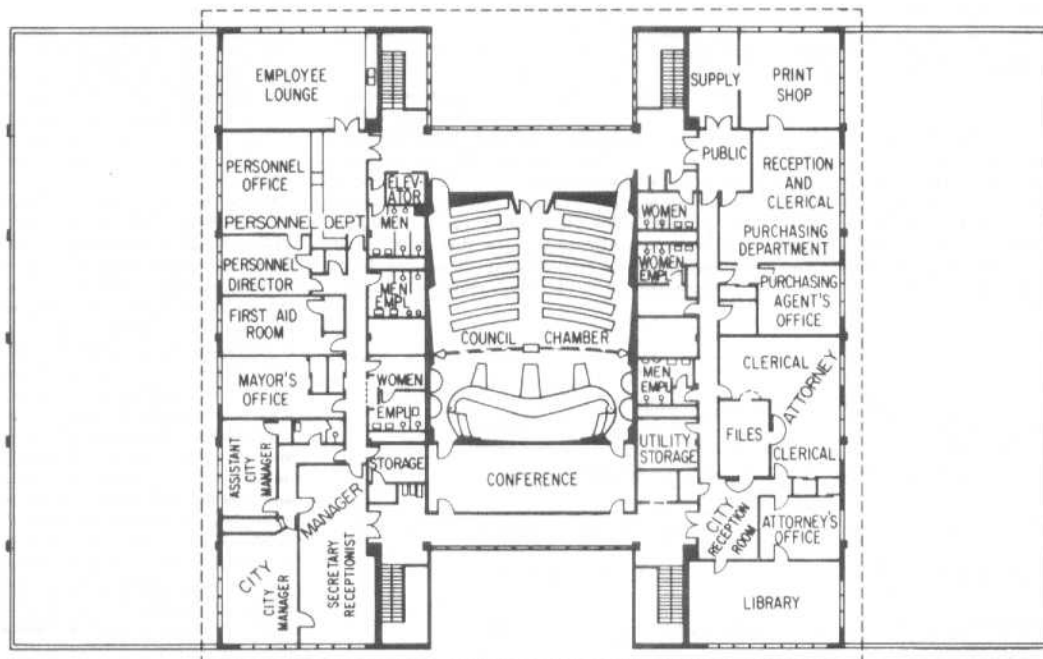 EMPLOYEE
LOUNGE
SUPPLY
PRINT
SHOP
PERSONNEL
OFFICE
PERSONNEL DEPT
ELEV-
ATOR
MEN
PUBLIC
RECEPTION
AND
CLERICAL
PURCHASING
DEPARTMENT
WOMEN
PERSONNEL
DIRECTOR
MEN
EMPL
WOMEN
EMPL
PURCHASING
AGENT'S
OFFICE
FIRST AID
ROOM
COUNCIL CHAMBER
CLERICAL
MAYOR'S
OFFICE
WOMEN
EMPL
MEN
EMPL
ATTORNEY
FILES
CLERICAL
ASSISTANT
CITY
MANAGER
STORAGE
CONFERENCE
UTILITY
STORAGE
MANAGER
CITY
RECEPTION
ROOM
ATTORNEY'S
OFFICE
CITY
CITY
MANAGER
SECRETARY
RECEPTIONIST
LIBRARY